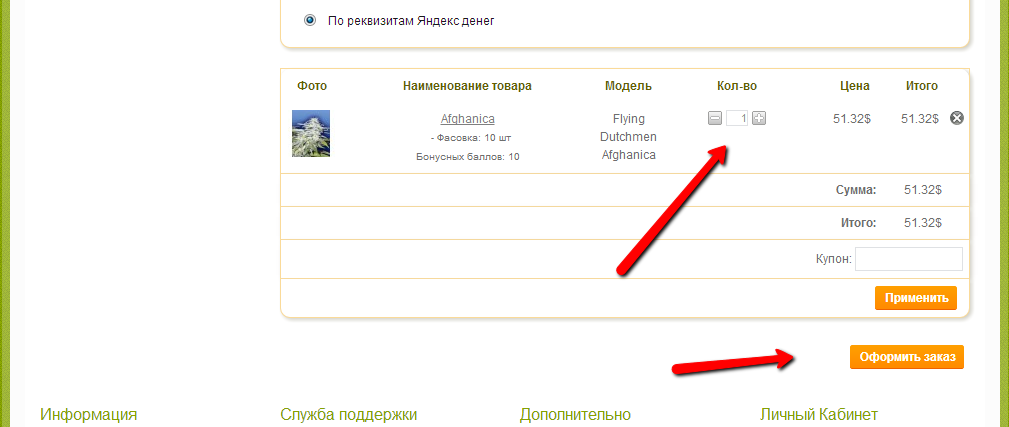 По реквизитам Яндекс денег
Фото Наименование товара Модель Кол-во Цена Итого
Afghanica Flying 1 51.32$ 51.32$
- Фасовка: 10 шт Dutchmen
Бонусных баллов: 10 Afghanica
Сумма: 51.32$
Итого: 51.32$
Купон:
Применить
Оформить заказ
Информация Служба поддержки Дополнительно Личный Кабинет